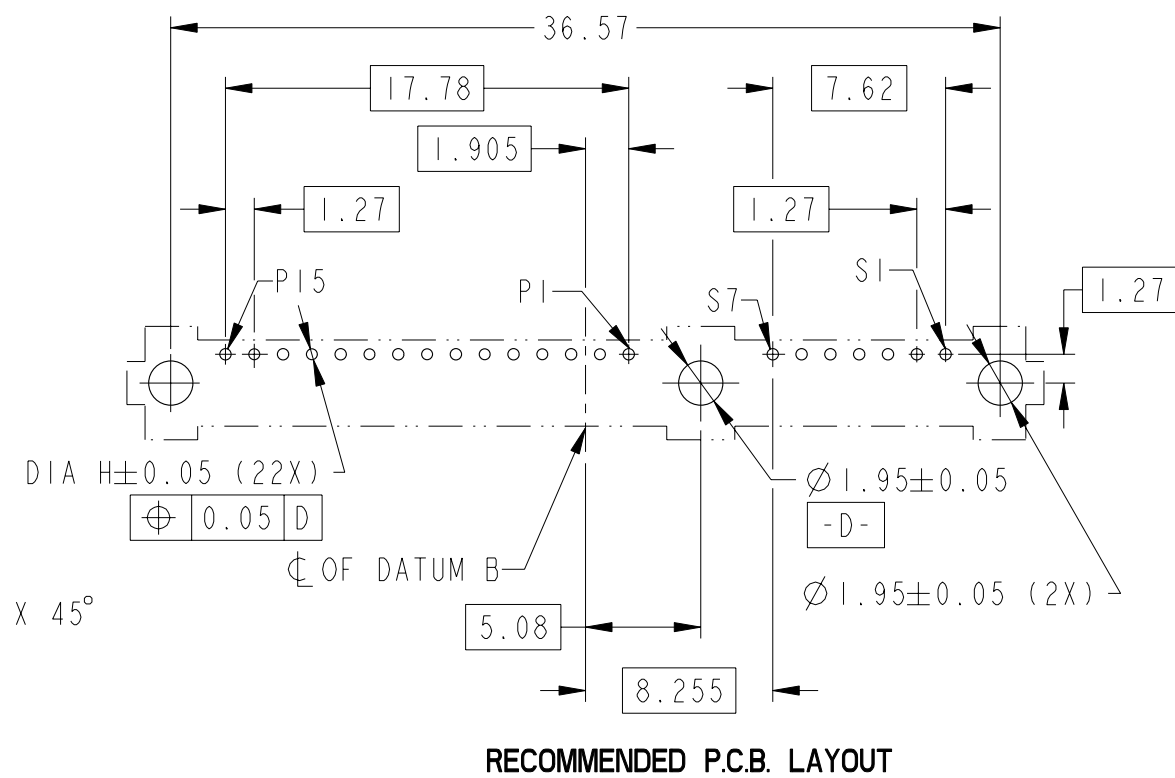 36.57
17.78
7.62
1.905
1.27
1.27
P15
P1
S7
S1
1.27
DIA H±0.05 (22X)
⌖ 0.05 D
∅1.95±0.05
-D-
℄ OF DATUM B
∅1.95±0.05 (2X)
X 45°
5.08
8.255
RECOMMENDED P.C.B. LAYOUT